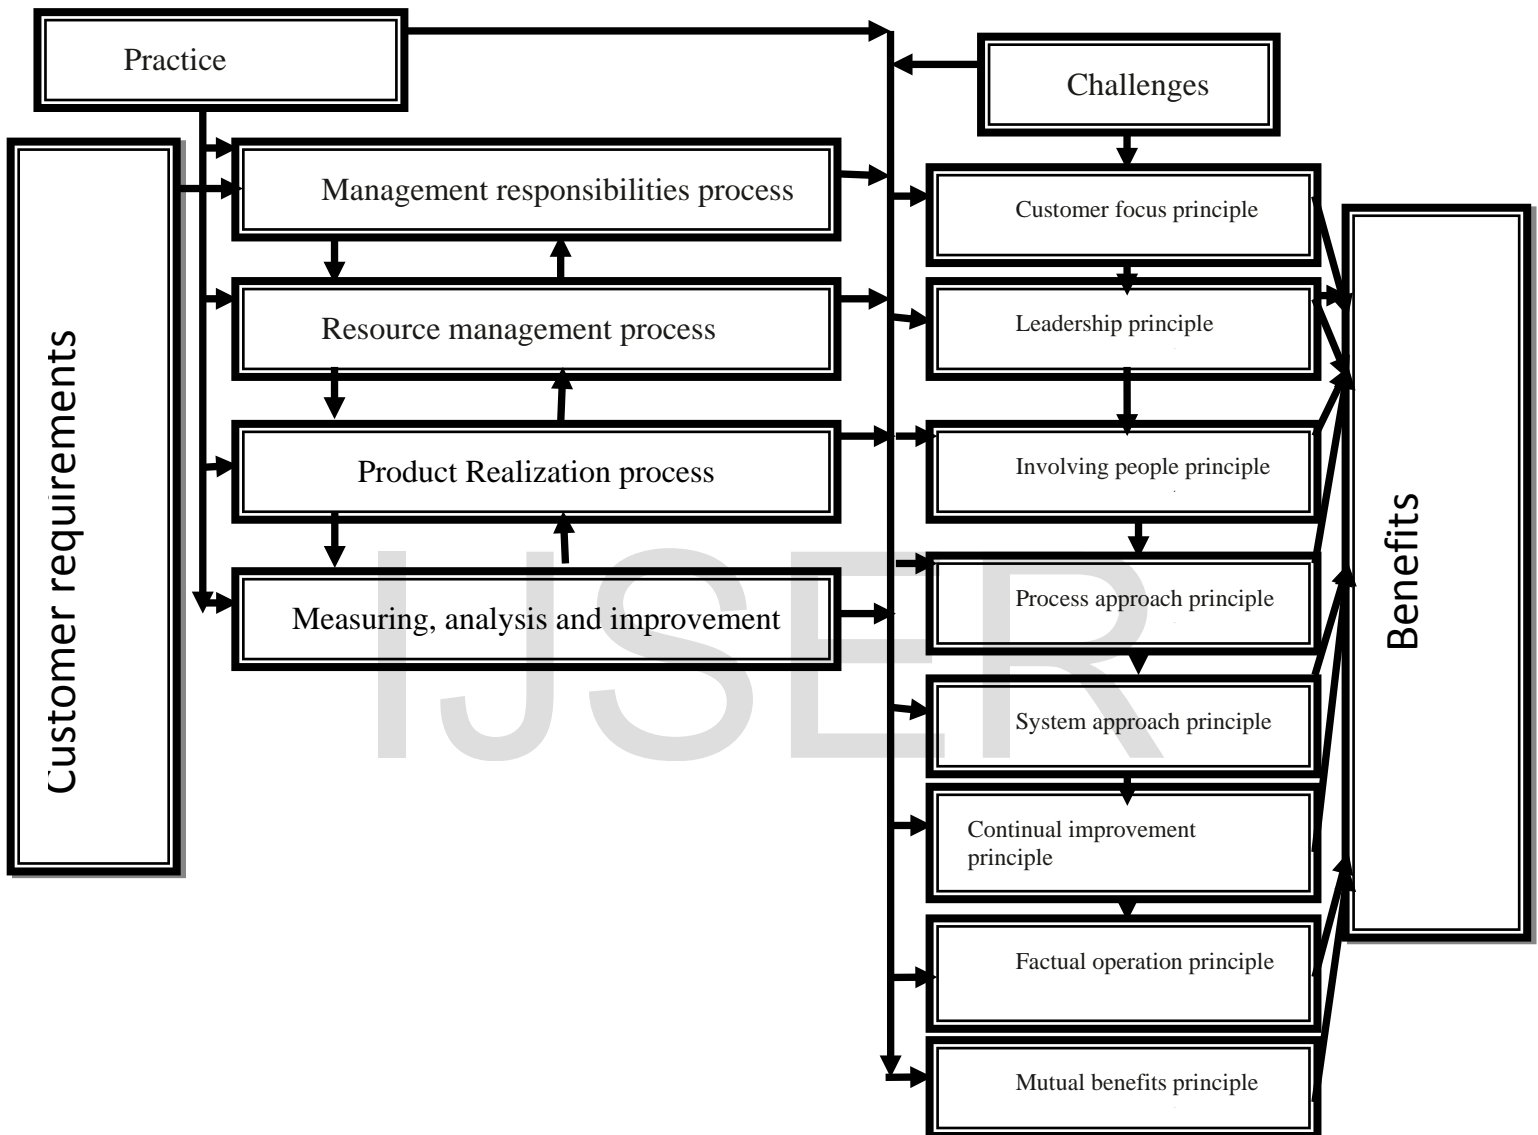 Practice
Challenges
Customer requirements
Management responsibilities process
Resource management process
Product Realization process
Measuring, analysis and improvement
Customer focus principle
Leadership principle
Involving people principle
Process approach principle
System approach principle
Continual improvement
principle
Factual operation principle
Mutual benefits principle
Benefits
IJSER